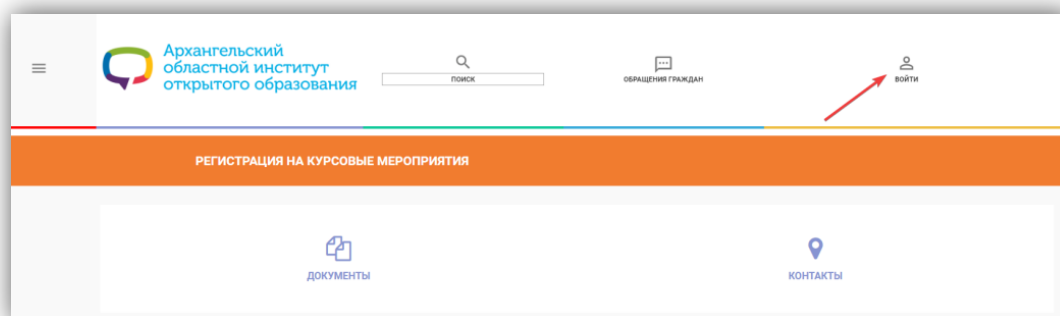 Архангельский
областной институт
открытого образования
ПОИСК
ОБРАЩЕНИЯ ГРАЖДАН
ВОЙТИ
РЕГИСТРАЦИЯ НА КУРСОВЫЕ МЕРОПРИЯТИЯ
ДОКУМЕНТЫ
КОНТАКТЫ